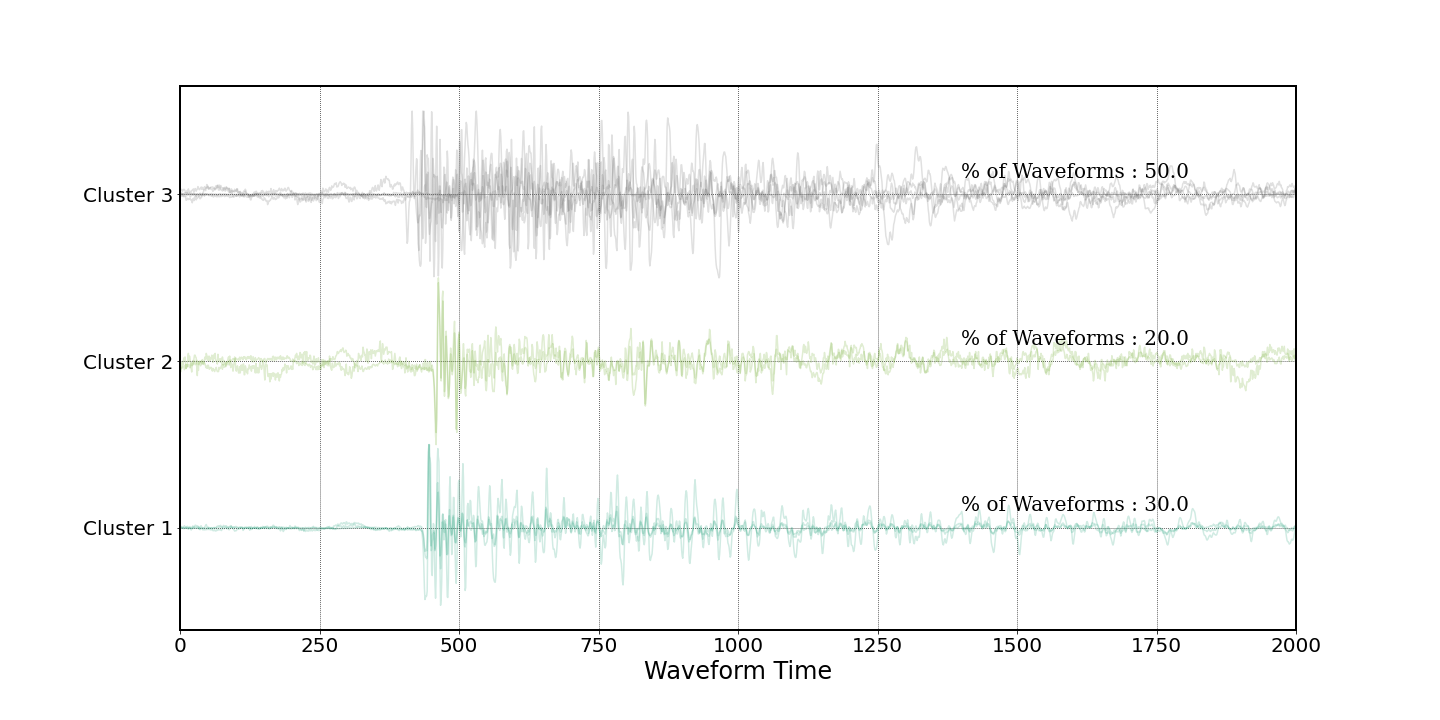 Cluster 3
% of Waveforms : 50.0
Cluster 2
% of Waveforms : 20.0
Cluster 1
% of Waveforms : 30.0
0 250 500 750 1000 1250 1500 1750 2000
Waveform Time